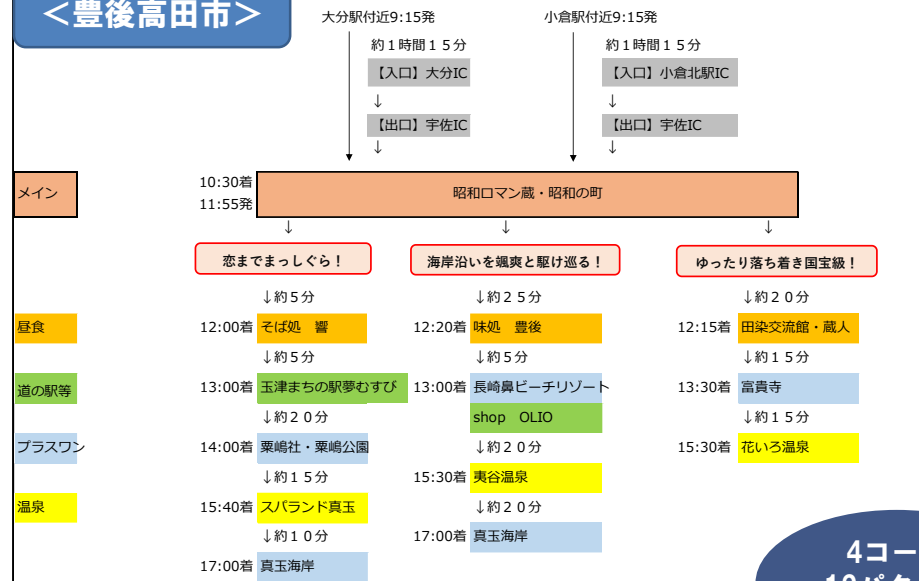 ＜豊後高田市＞
大分駅付近9:15発
小倉駅付近9:15発
約１時間１５分
約１時間１５分
【入口】大分IC
【入口】小倉北駅IC
↓
↓
【出口】宇佐IC
【出口】宇佐IC
↓
↓
メイン
10:30着
11:55発
昭和ロマン蔵・昭和の町
↓
↓
↓
恋までまっしぐら！
海岸沿いを颯爽と駆け巡る！
ゆったり落ち着き国宝級！
↓約５分
↓約２５分
↓約２０分
昼食
12:00着 そば処　響
12:20着 味処　豊後
12:15着 田染交流館・蔵人
↓約５分
↓約５分
↓約１５分
道の駅等
13:00着 玉津まちの駅夢むすび
13:00着 長崎鼻ビーチリゾート
13:30着 富貴寺
↓約２０分
shop　OLIO
↓約１５分
プラスワン
14:00着 粟嶋社・粟嶋公園
↓約２０分
15:30着 花いろ温泉
↓約１５分
15:30着 夷谷温泉
温泉
15:40着 スパランド真玉
↓約２０分
↓約１０分
17:00着 真玉海岸
17:00着 真玉海岸
4コー